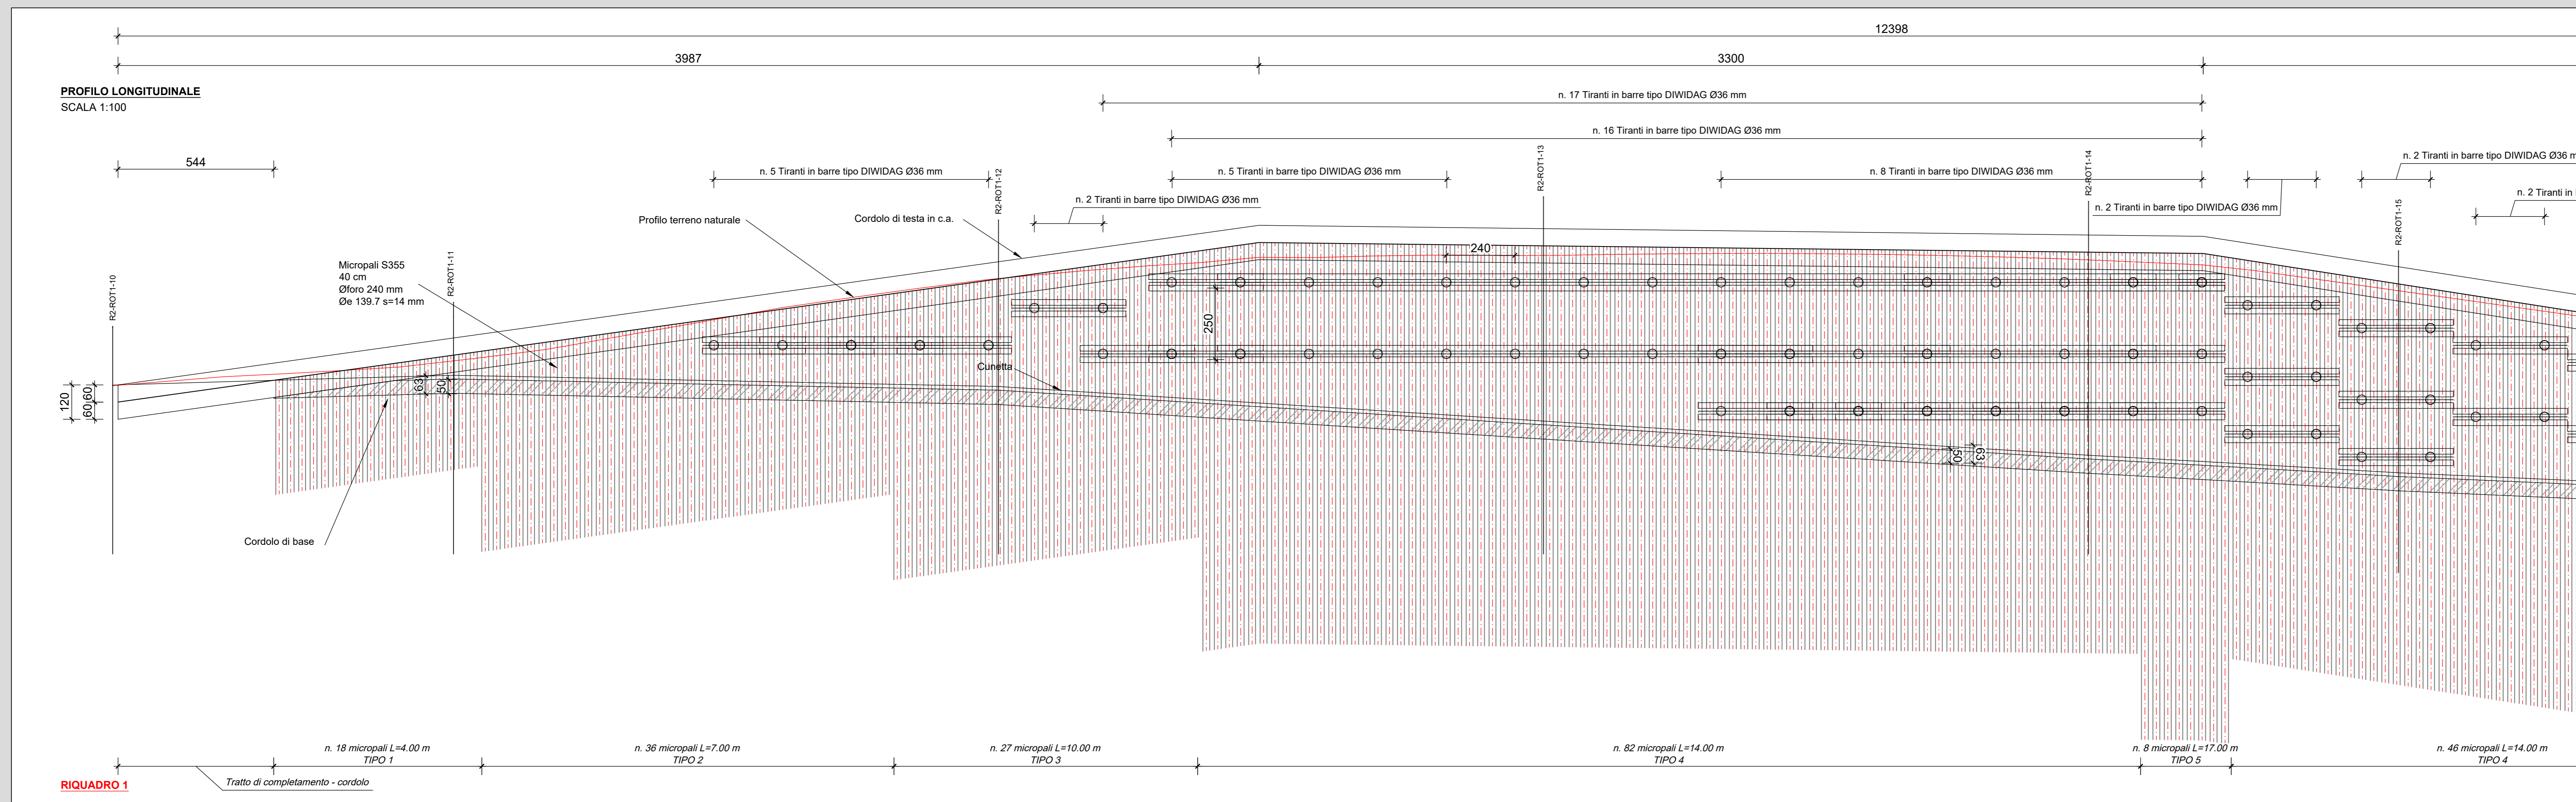 12398
3987
3300
PROFILO LONGITUDINALE
SCALA 1:100
n. 17 Tiranti in barre tipo DIWIDAG Ø36 mm
n. 16 Tiranti in barre tipo DIWIDAG Ø36 mm
544
n. 5 Tiranti in barre tipo DIWIDAG Ø36 mm
n. 5 Tiranti in barre tipo DIWIDAG Ø36 mm
n. 8 Tiranti in barre tipo DIWIDAG Ø36 mm
n. 2 Tiranti in barre tipo DIWIDAG Ø36 m
n. 2 Tiranti in
n. 2 Tiranti in barre tipo DIWIDAG Ø36 mm
n. 2 Tiranti in barre tipo DIWIDAG Ø36 mm
R2-ROT1-10
R2-ROT1-11
R2-ROT1-12
R2-ROT1-13
R2-ROT1-14
R2-ROT1-15
Profilo terreno naturale
Cordolo di testa in c.a.
240
Micropali S355
40 cm
Øforo 240 mm
Øe 139.7 s=14 mm
250
Cunetta
63
50
120
60
60
50
63
Cordolo di base
n. 18 micropali L=4.00 m
TIPO 1
n. 36 micropali L=7.00 m
TIPO 2
n. 27 micropali L=10.00 m
TIPO 3
n. 82 micropali L=14.00 m
TIPO 4
n. 8 micropali L=17.00 m
TIPO 5
n. 46 micropali L=14.00 m
TIPO 4
Tratto di completamento - cordolo
RIQUADRO 1